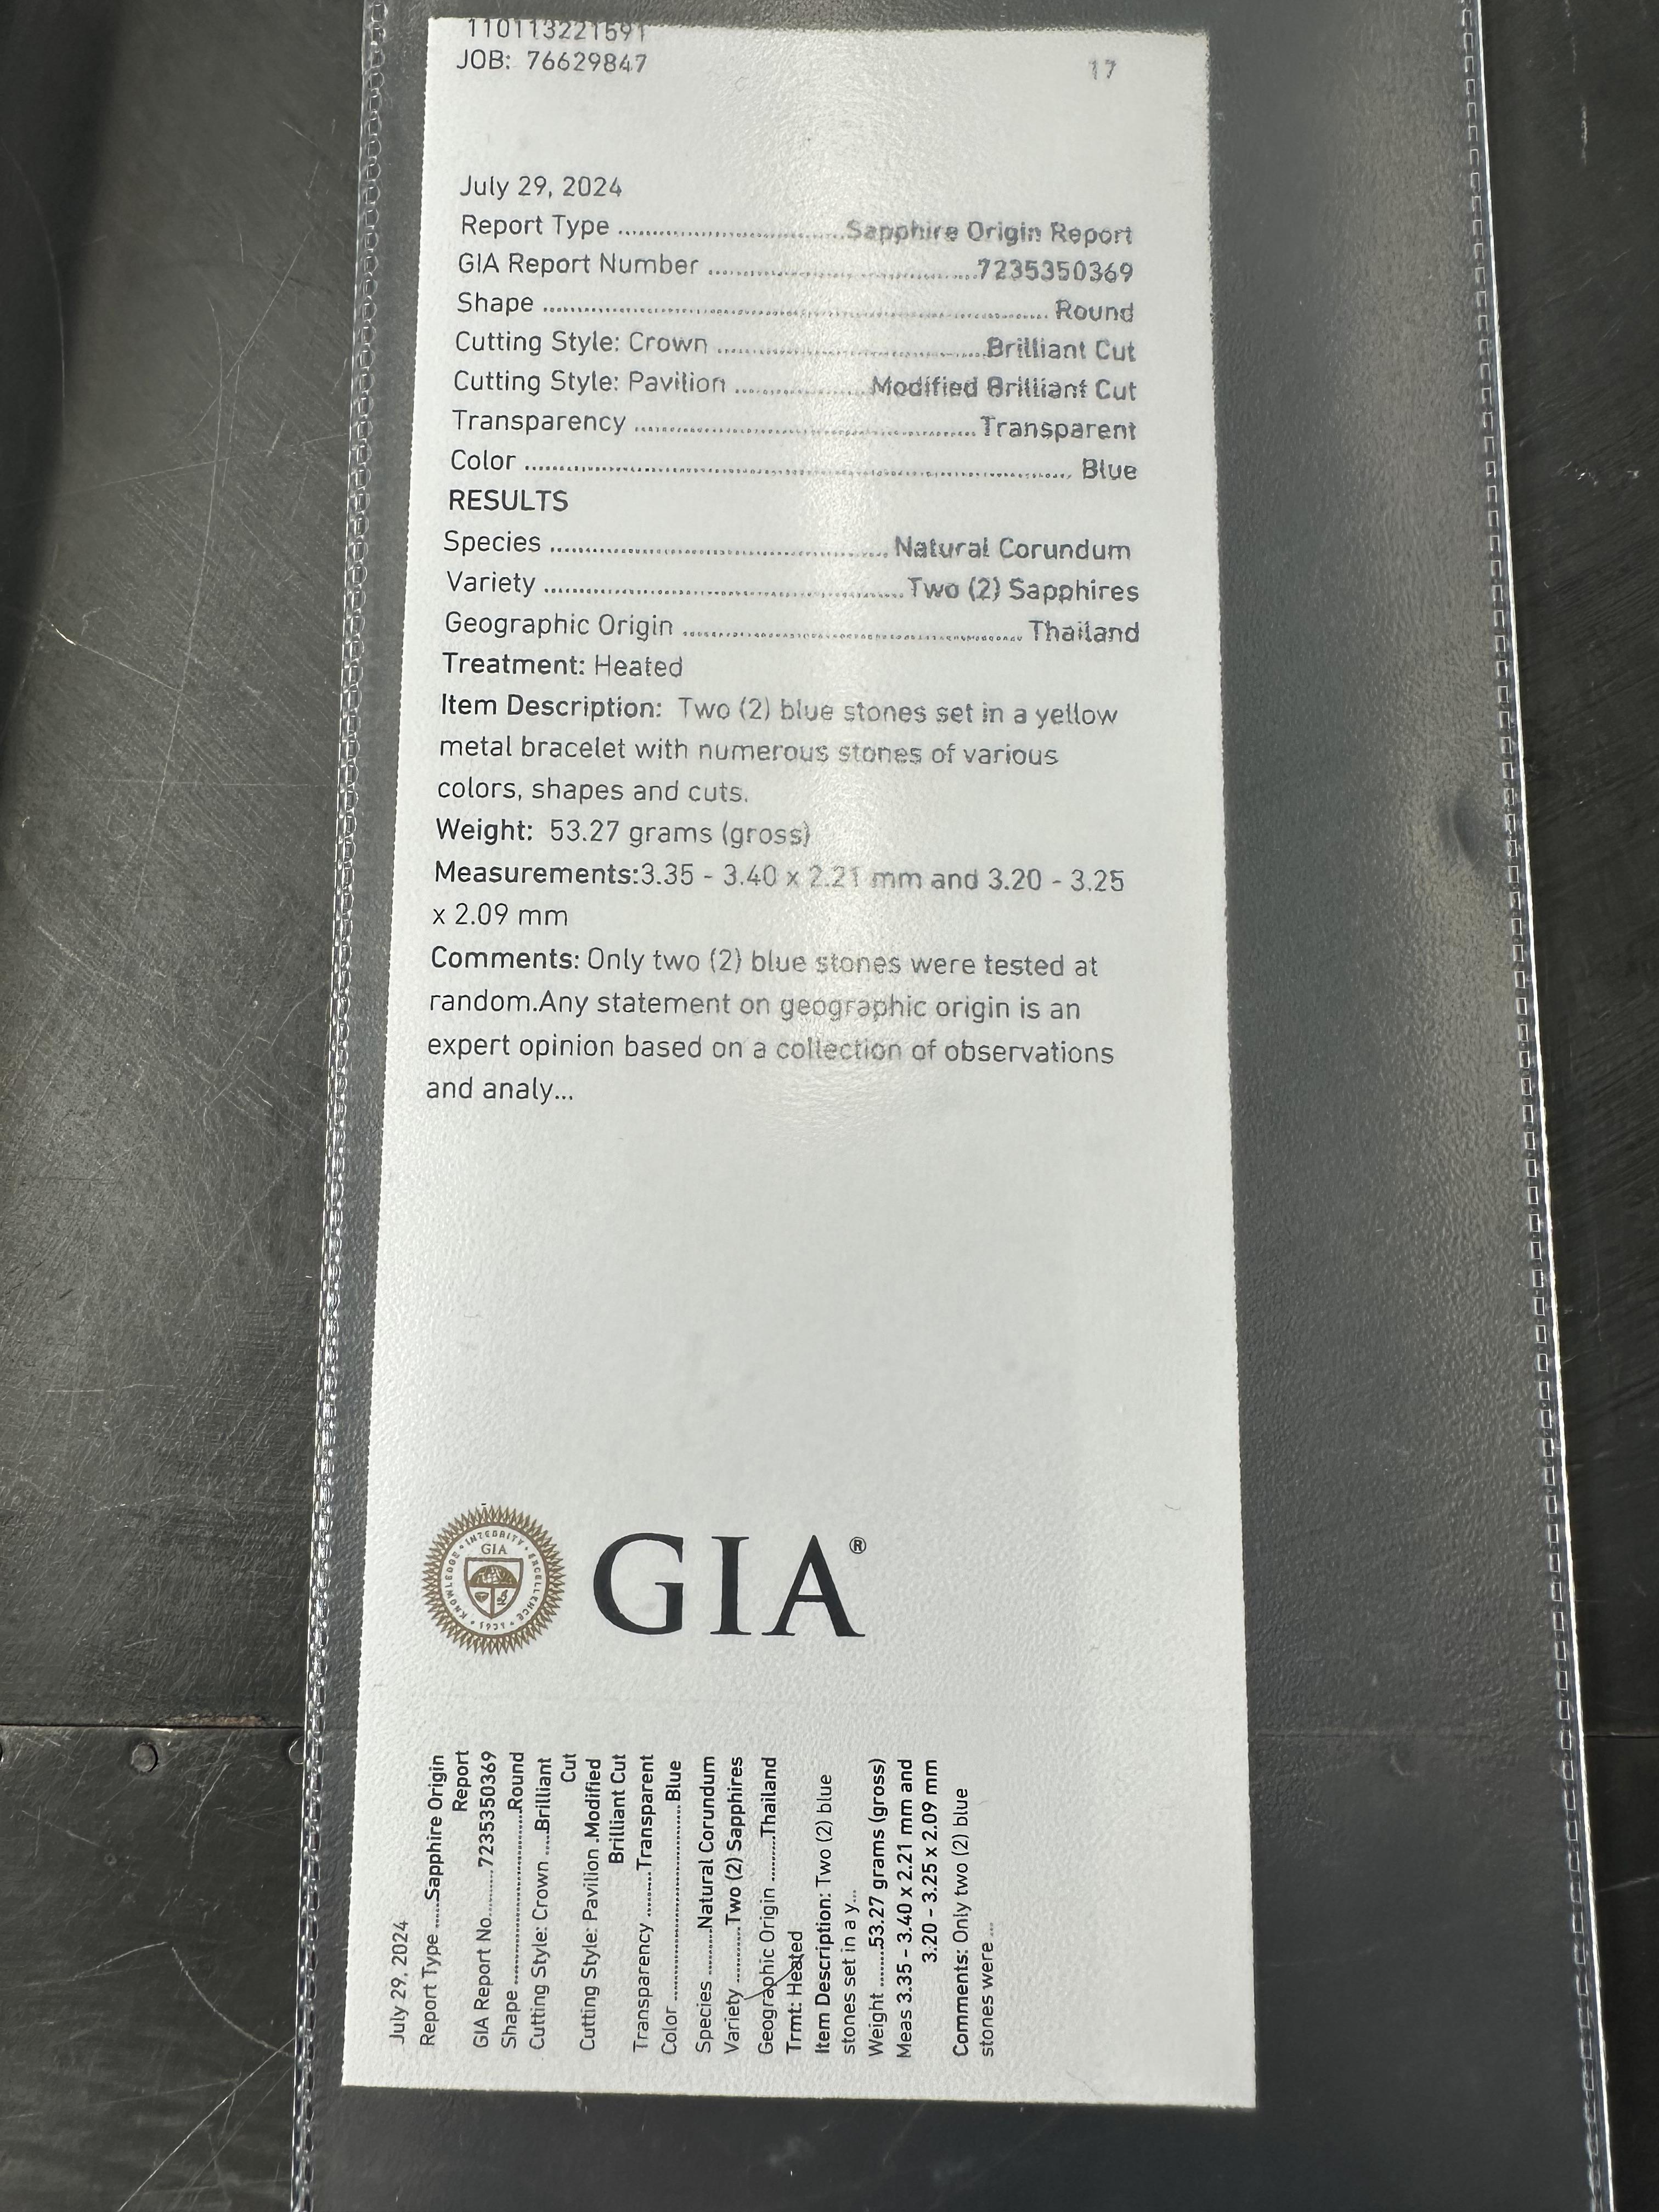 110113221591
JOB: 76629847
17
July 29, 2024
Report Type ........ Sapphire Origin Report
GIA Report Number ........ 7235350369
Shape ........ Round
Cutting Style: Crown ........ Brilliant Cut
Cutting Style: Pavilion ........ Modified Brilliant Cut
Transparency ........ Transparent
Color ........ Blue
RESULTS
Species ........ Natural Corundum
Variety ........ Two (2) Sapphires
Geographic Origin ........ Thailand
Treatment: Heated
Item Description: Two (2) blue stones set in a yellow
metal bracelet with numerous stones of various
colors, shapes and cuts.
Weight: 53.27 grams (gross)
Measurements:3.35 - 3.40 x 2.21 mm and 3.20 - 3.25
x 2.09 mm
Comments: Only two (2) blue stones were tested at
random.Any statement on geographic origin is an
expert opinion based on a collection of observations
and analy...
KNOWLEDGE • INTEGRITY • EXCELLENCE • 1931
GIA
GIA®
July 29, 2024
Report Type ......Sapphire Origin
Report
GIA Report No..........7235350369
Shape ........Round
Cutting Style: Crown .....Brilliant
Cut
Cutting Style: Pavilion .Modified
Brilliant Cut
Transparency ........Transparent
Color ........ Blue
Species ..........Natural Corundum
Variety ..........Two (2) Sapphires
Geographic Origin .........Thailand
Trmt: Heated
Item Description: Two (2) blue
stones set in a y...
Weight ........53.27 grams (gross)
Meas 3.35 - 3.40 x 2.21 mm and
3.20 - 3.25 x 2.09 mm
Comments: Only two (2) blue
stones were ...